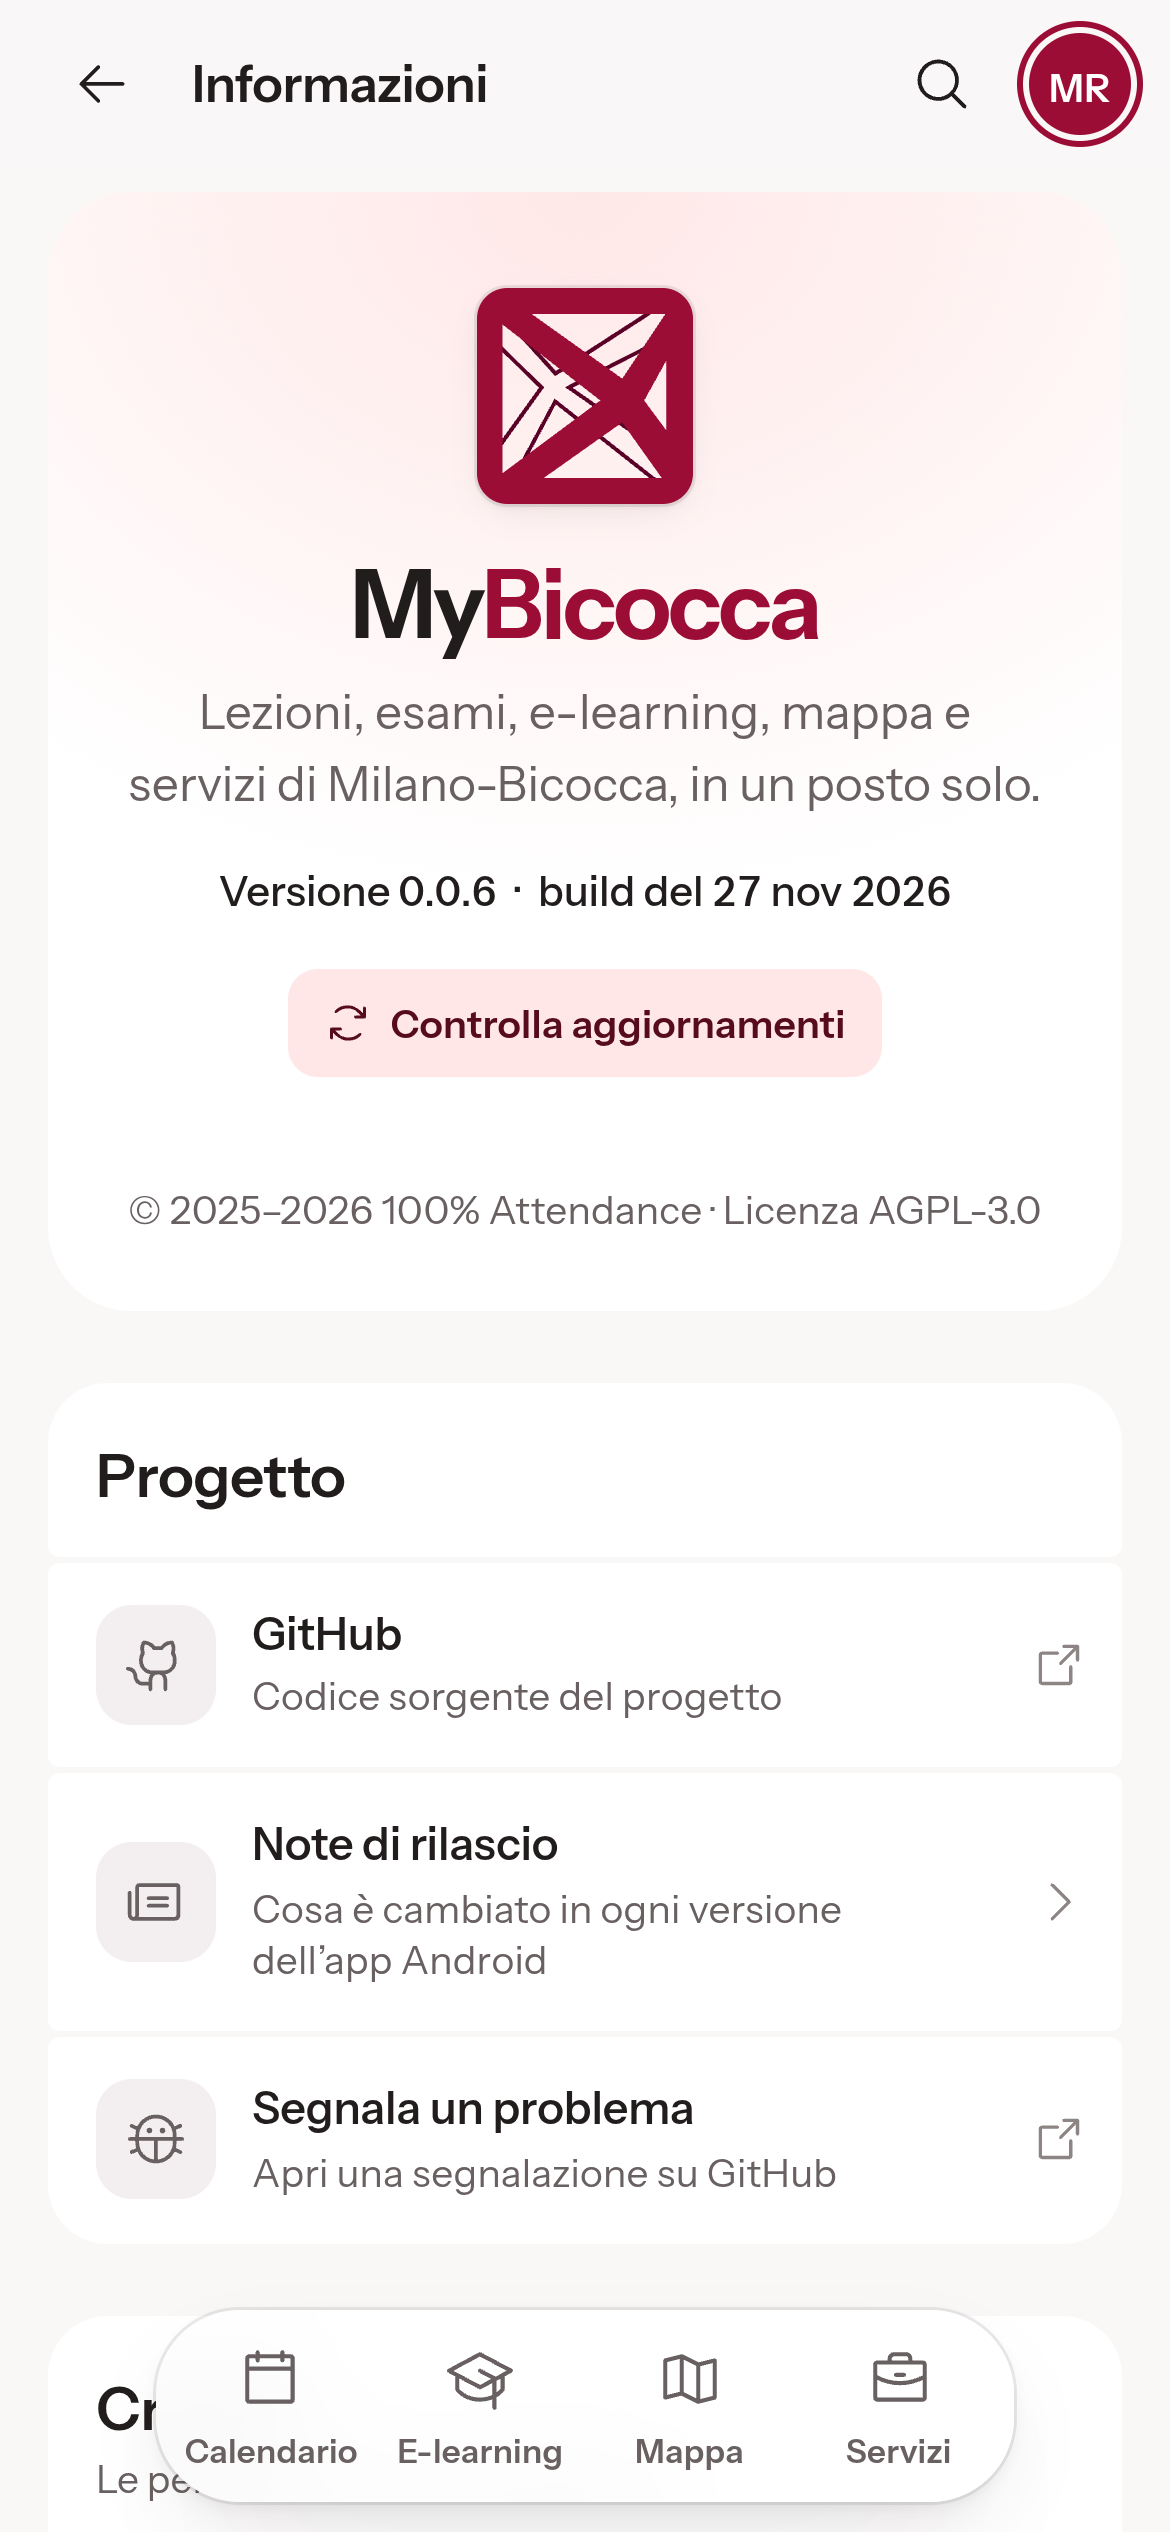 Informazioni
MR
MyBicocca
Lezioni, esami, e-learning, mappa e
servizi di Milano-Bicocca, in un posto solo.
Versione 0.0.6 · build del 27 nov 2026
Controlla aggiornamenti
© 2025–2026 100% Attendance · Licenza AGPL-3.0
Progetto
GitHub
Codice sorgente del progetto
Note di rilascio
Cosa è cambiato in ogni versione
dell’app Android
Segnala un problema
Apri una segnalazione su GitHub
Le
Calendario
E-learning
Mappa
Servizi